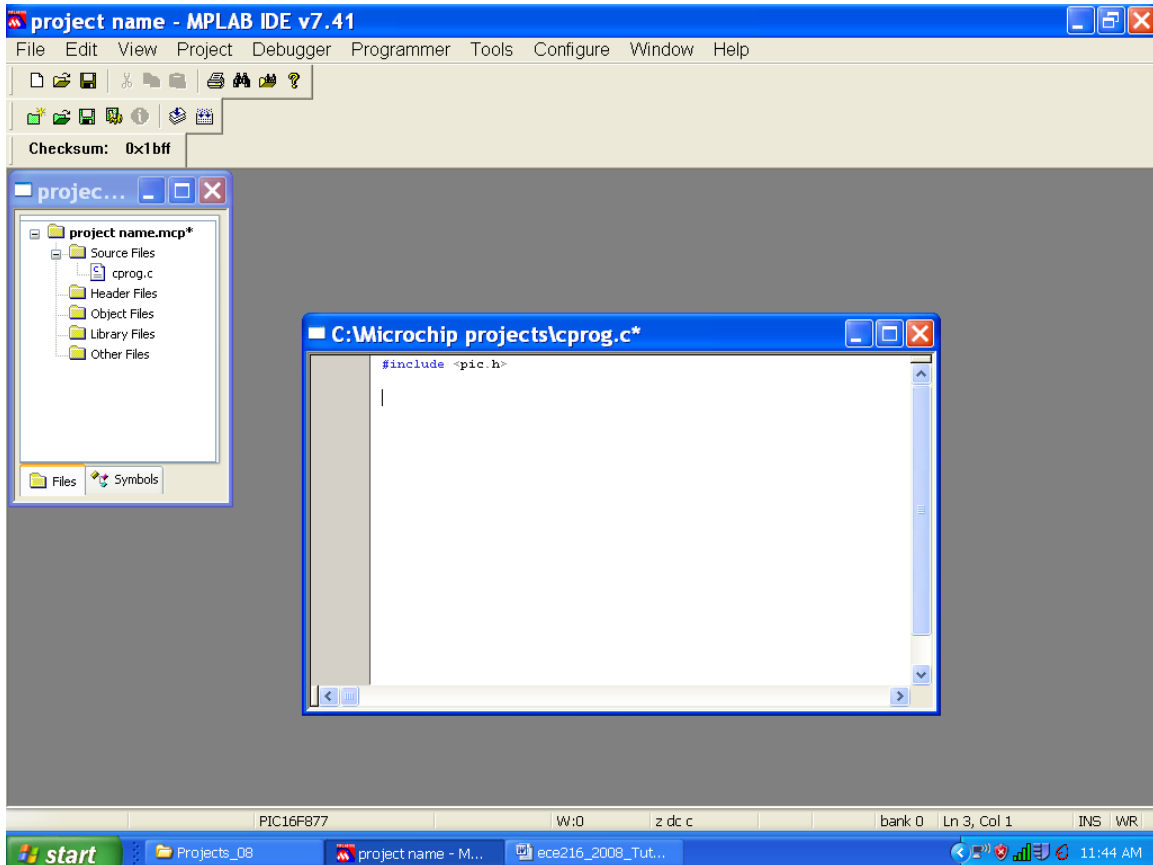 project name - MPLAB IDE v7.41
File Edit View Project Debugger Programmer Tools Configure Window Help
Checksum: 0x1bff
projec...
project name.mcp*
Source Files
cprog.c
Header Files
Object Files
Library Files
Other Files
Files Symbols
C:\Microchip projects\cprog.c*
#include <pic.h>
PIC16F877 W:0 z dc c bank 0 Ln 3, Col 1 INS WR
start Projects_08 project name - M... ece216_2008_Tut... 11:44 AM